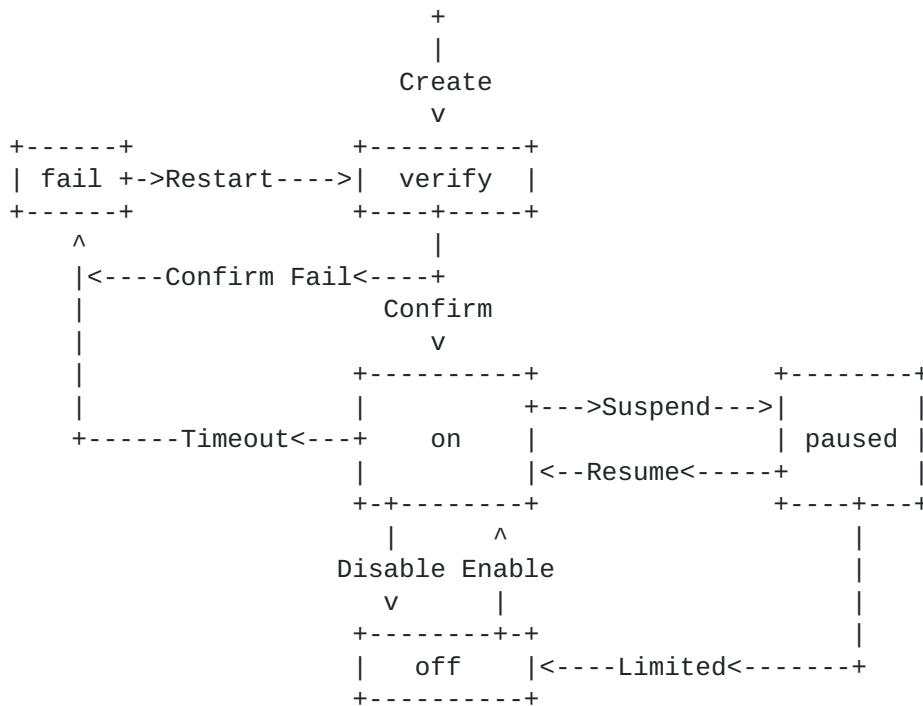 Create
fail Restart verify
Confirm Fail
Confirm
Suspend
Timeout on paused
Resume
Disable Enable
off Limited